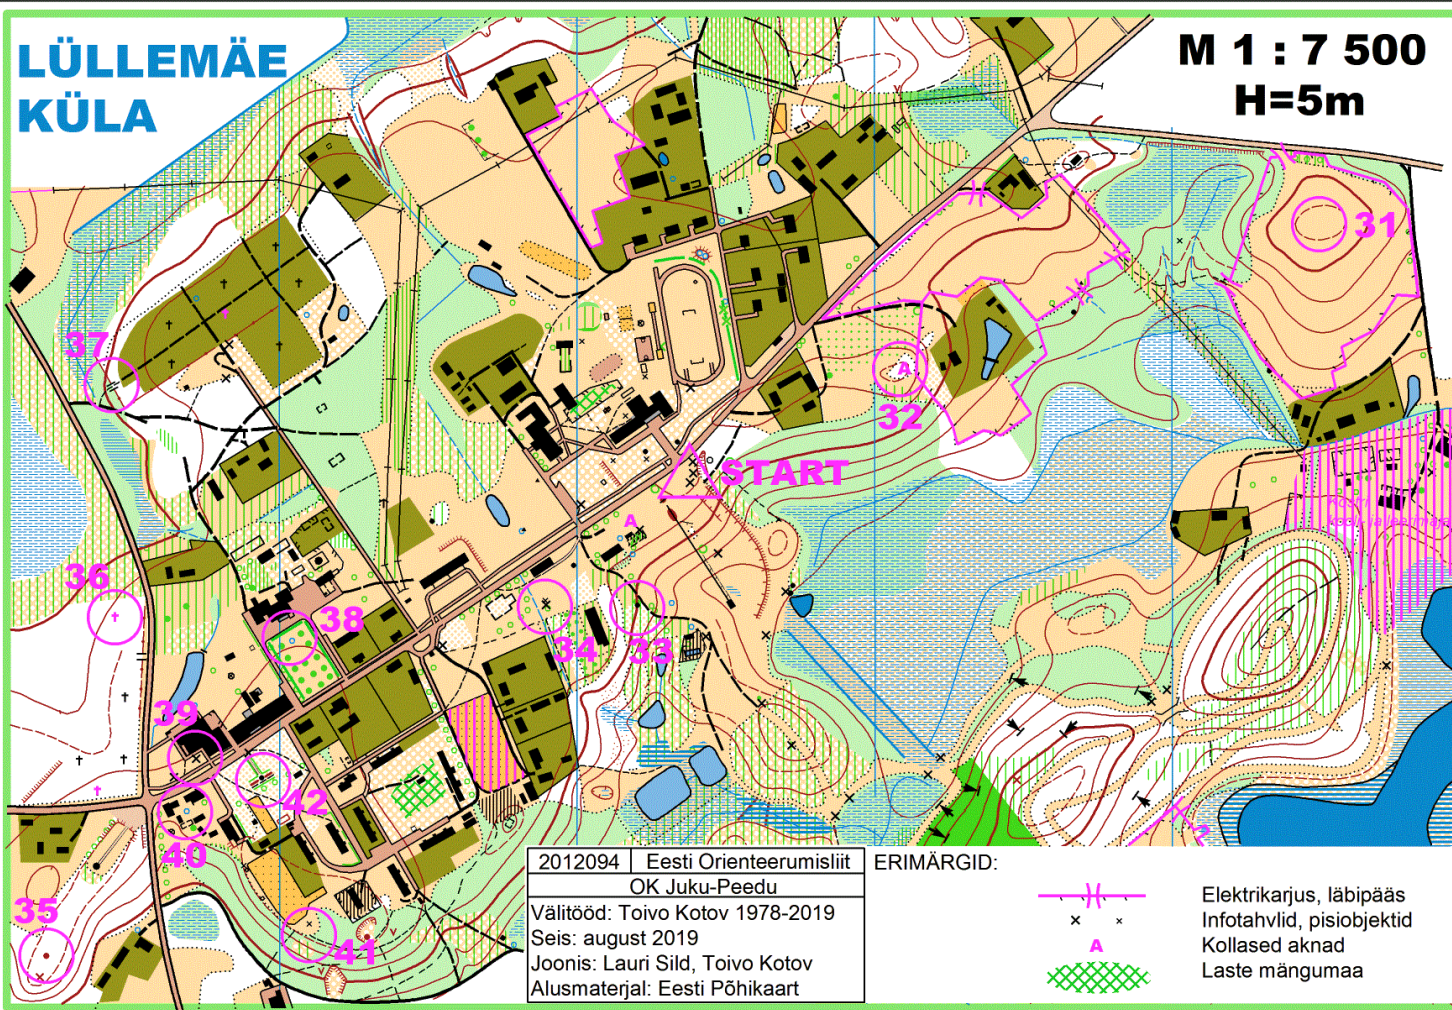 LÜLLEMÄE
KÜLA
M 1 : 7 500
H=5m
31
37
A
32
START
A
36
38
34
33
39
42
40
35
41
2012094 Eesti Orienteerumisliit
OK Juku-Peedu
Välitööd: Toivo Kotov 1978-2019
Seis: august 2019
Joonis: Lauri Sild, Toivo Kotov
Alusmaterjal: Eesti Põhikaart
ERIMÄRGID:
Elektrikarjus, läbipääs
Infotahvlid, pisiobjektid
A Kollased aknad
Laste mängumaa